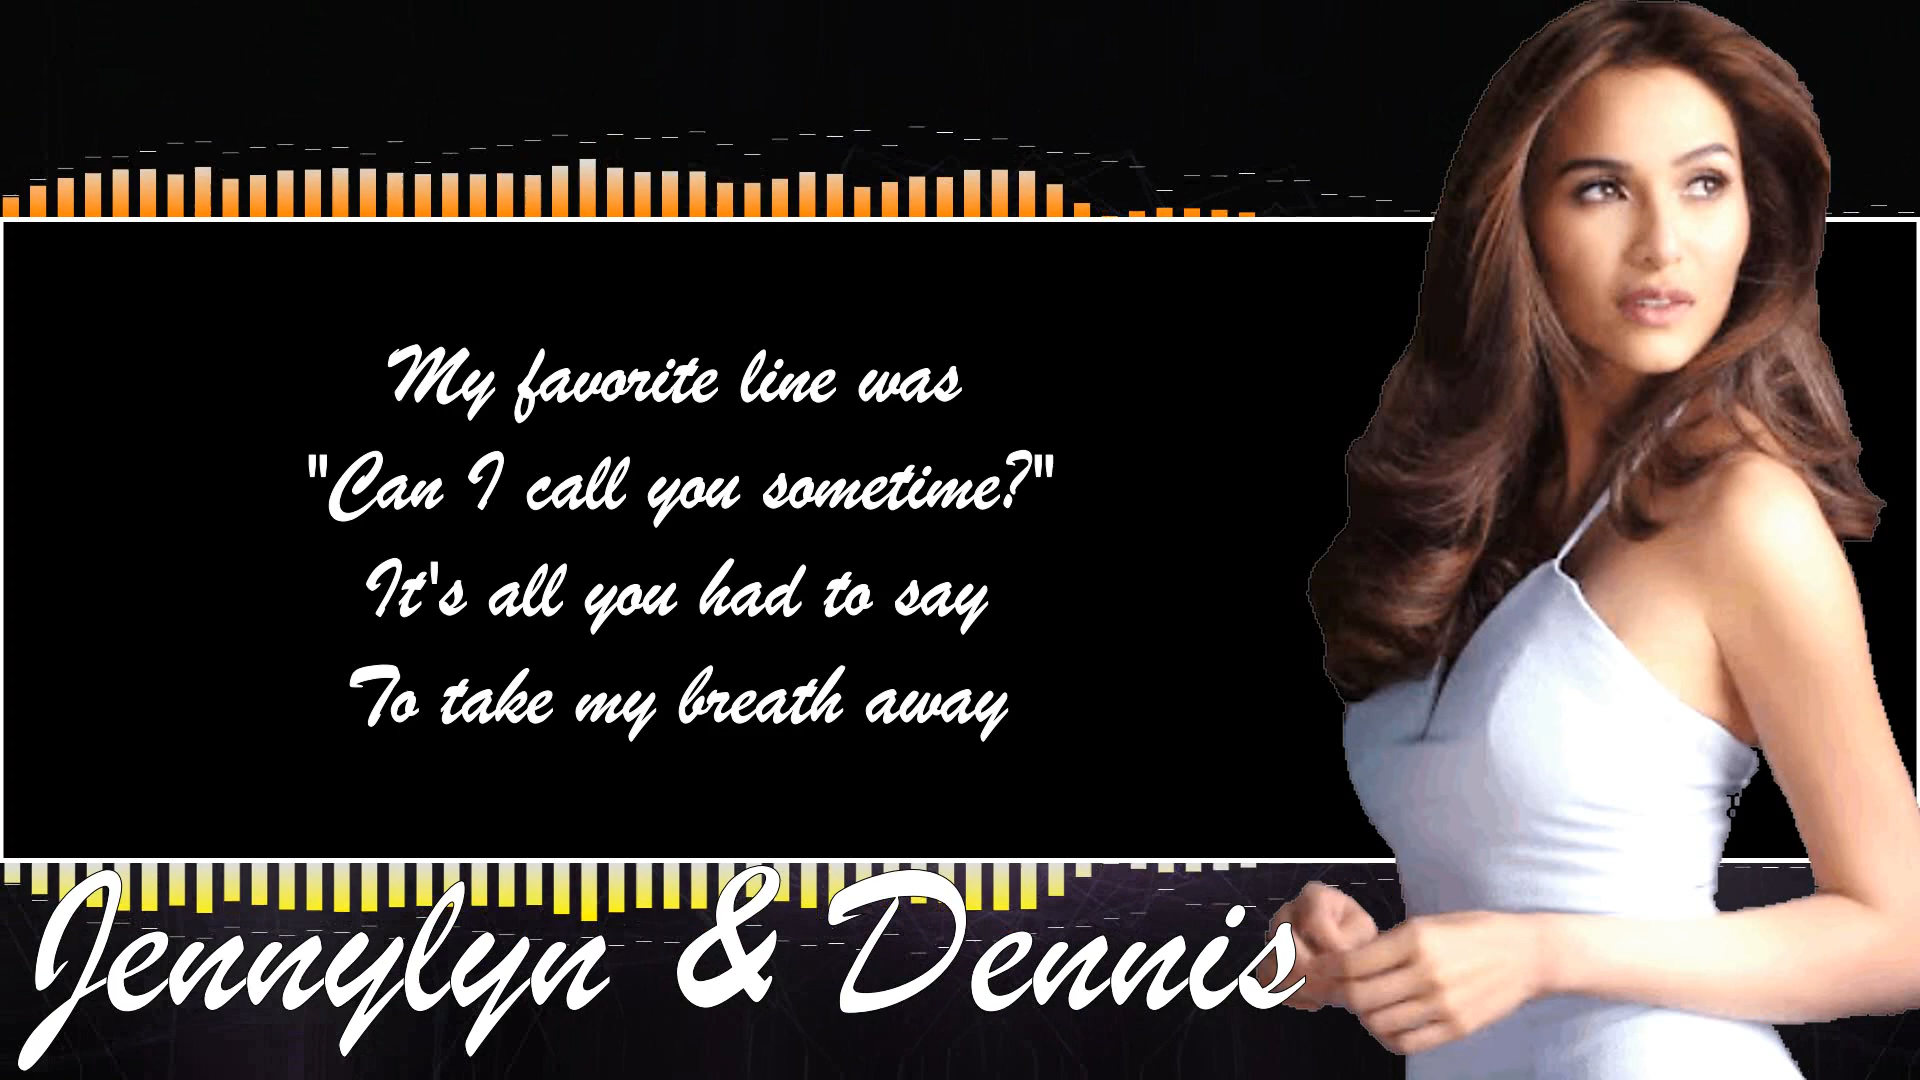 My favorite line was
"Can I call you sometime?"
It's all you had to say
To take my breath away
Jennylyn & Dennis